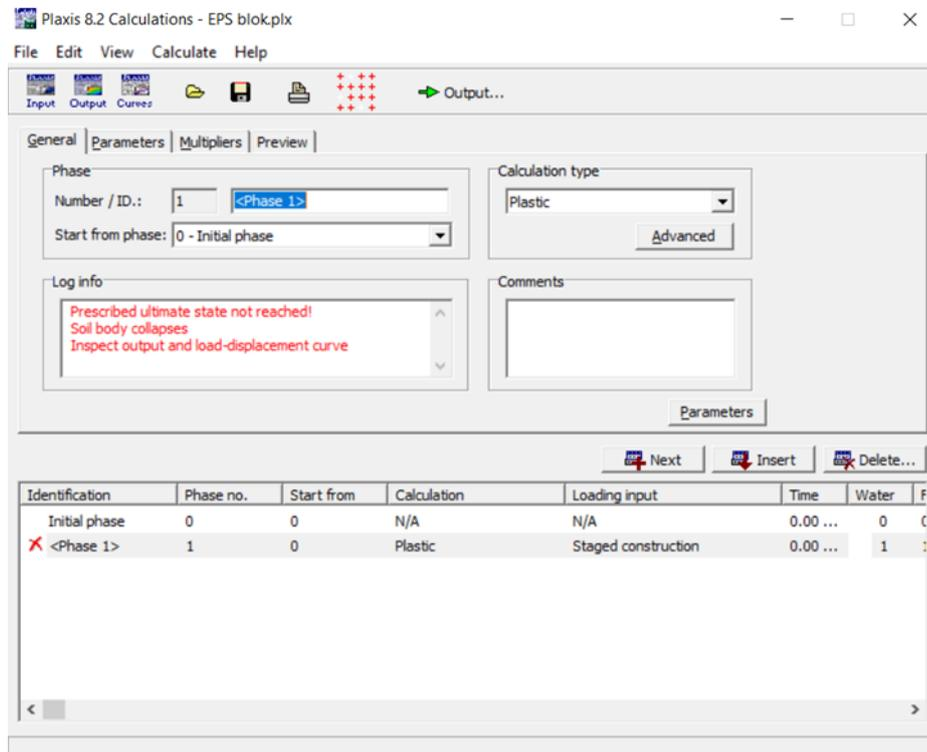 Plaxis 8.2 Calculations - EPS blok.plx
File Edit View Calculate Help
Input Output Curves Output...
General Parameters Multipliers Preview
Phase
Number / ID.: 1 <Phase 1>
Start from phase: 0 - Initial phase
Calculation type
Plastic
Advanced
Log info
Prescribed ultimate state not reached!
Soil body collapses
Inspect output and load-displacement curve
Comments
Parameters
Next Insert Delete...
Identification Phase no. Start from Calculation Loading input Time Water
Initial phase 0 0 N/A N/A 0.00 ... 0
<Phase 1> 1 0 Plastic Staged construction 0.00 ... 1